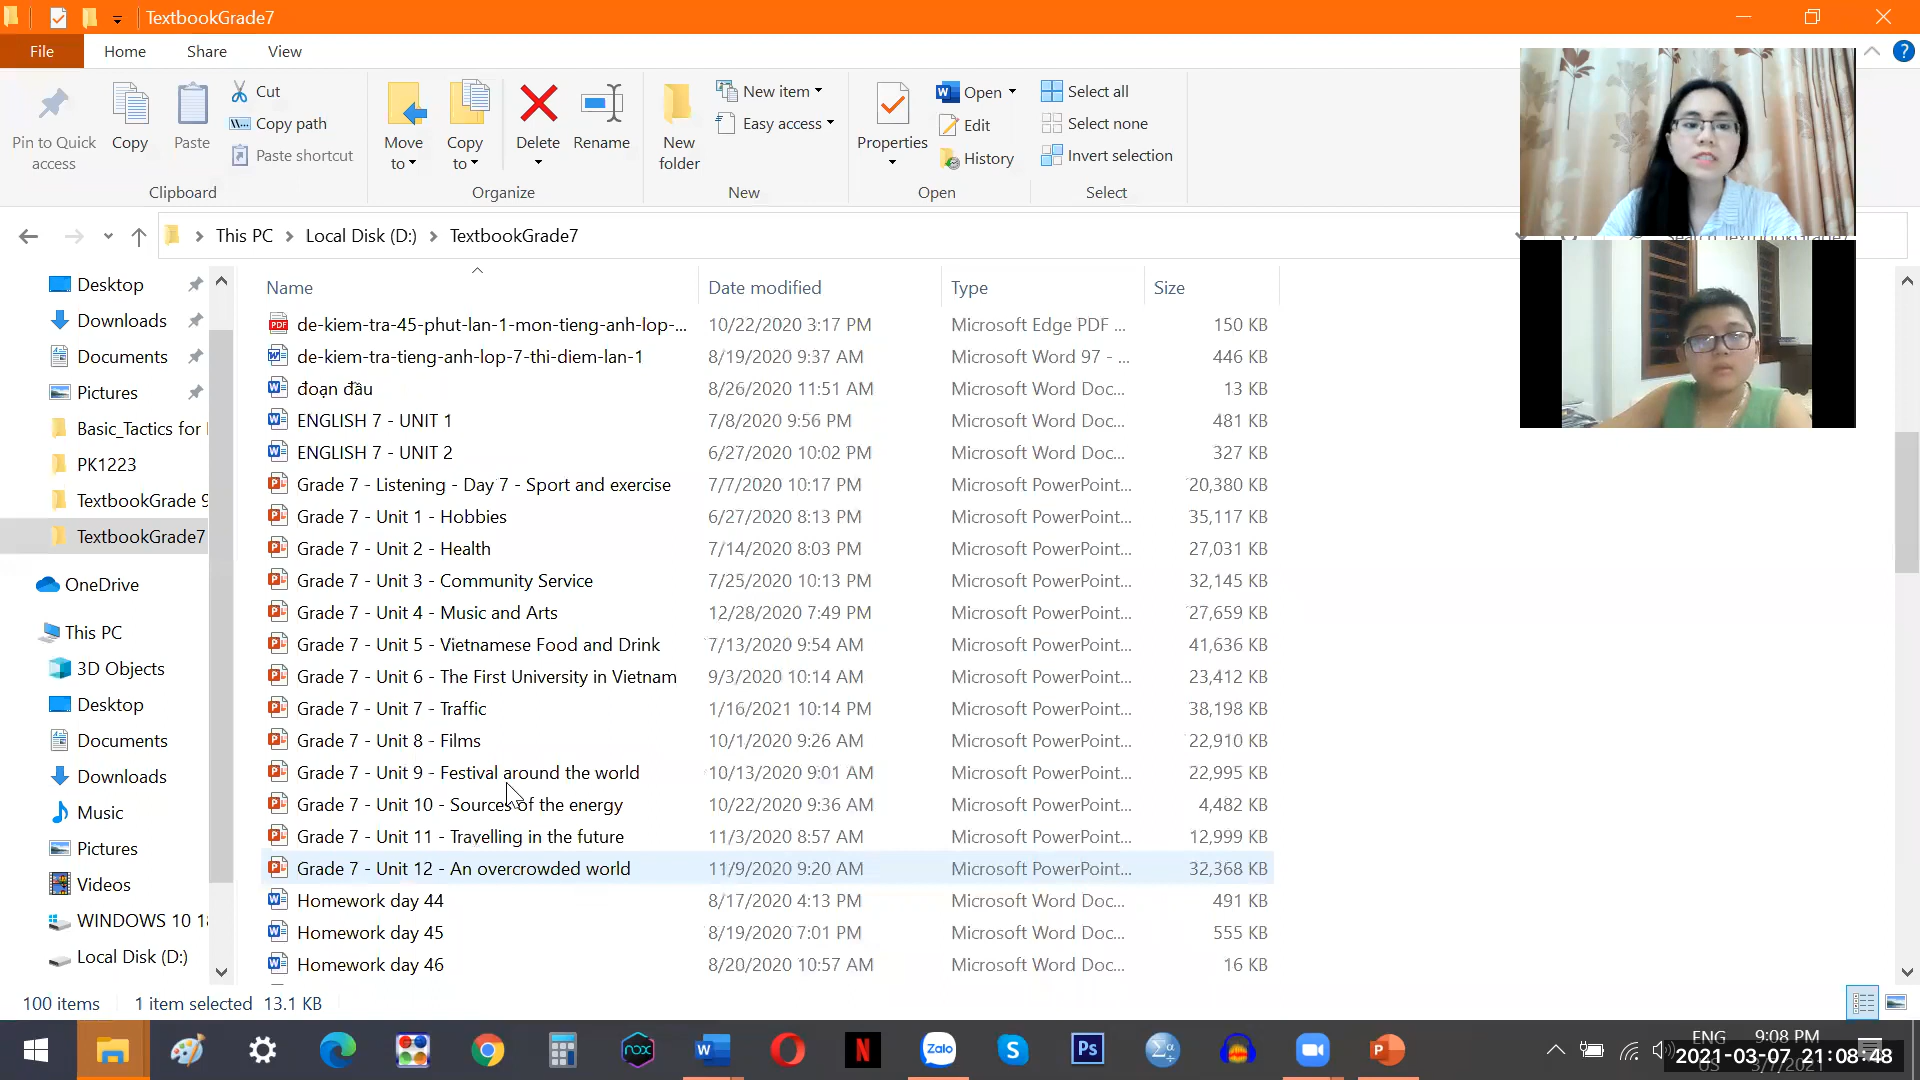 TextbookGrade7
File Home Share View
Pin to Quick access
Copy
Paste
Cut
Copy path
Paste shortcut
Clipboard
Move to
Copy to
Delete
Rename
Organize
New folder
New item
Easy access
New
Properties
Open
Edit
History
Open
Select all
Select none
Invert selection
Select
This PC > Local Disk (D:) > TextbookGrade7
Desktop
Downloads
Documents
Pictures
Basic_Tactics for
PK1223
TextbookGrade 9
TextbookGrade7
OneDrive
This PC
3D Objects
Desktop
Documents
Downloads
Music
Pictures
Videos
WINDOWS 10 18
Local Disk (D:)
Name Date modified Type Size
de-kiem-tra-45-phut-lan-1-mon-tieng-anh-lop-... 10/22/2020 3:17 PM Microsoft Edge PDF ... 150 KB
de-kiem-tra-tieng-anh-lop-7-thi-diem-lan-1 8/19/2020 9:37 AM Microsoft Word 97 - ... 446 KB
đoạn đầu 8/26/2020 11:51 AM Microsoft Word Doc... 13 KB
ENGLISH 7 - UNIT 1 7/8/2020 9:56 PM Microsoft Word Doc... 481 KB
ENGLISH 7 - UNIT 2 6/27/2020 10:02 PM Microsoft Word Doc... 327 KB
Grade 7 - Listening - Day 7 - Sport and exercise 7/7/2020 10:17 PM Microsoft PowerPoint... 20,380 KB
Grade 7 - Unit 1 - Hobbies 6/27/2020 8:13 PM Microsoft PowerPoint... 35,117 KB
Grade 7 - Unit 2 - Health 7/14/2020 8:03 PM Microsoft PowerPoint... 27,031 KB
Grade 7 - Unit 3 - Community Service 7/25/2020 10:13 PM Microsoft PowerPoint... 32,145 KB
Grade 7 - Unit 4 - Music and Arts 12/28/2020 7:49 PM Microsoft PowerPoint... 27,659 KB
Grade 7 - Unit 5 - Vietnamese Food and Drink 7/13/2020 9:54 AM Microsoft PowerPoint... 41,636 KB
Grade 7 - Unit 6 - The First University in Vietnam 9/3/2020 10:14 AM Microsoft PowerPoint... 23,412 KB
Grade 7 - Unit 7 - Traffic 1/16/2021 10:14 PM Microsoft PowerPoint... 38,198 KB
Grade 7 - Unit 8 - Films 10/1/2020 9:26 AM Microsoft PowerPoint... 22,910 KB
Grade 7 - Unit 9 - Festival around the world 10/13/2020 9:01 AM Microsoft PowerPoint... 22,995 KB
Grade 7 - Unit 10 - Sources of the energy 10/22/2020 9:36 AM Microsoft PowerPoint... 4,482 KB
Grade 7 - Unit 11 - Travelling in the future 11/3/2020 8:57 AM Microsoft PowerPoint... 12,999 KB
Grade 7 - Unit 12 - An overcrowded world 11/9/2020 9:20 AM Microsoft PowerPoint... 32,368 KB
Homework day 44 8/17/2020 4:13 PM Microsoft Word Doc... 491 KB
Homework day 45 8/19/2020 7:01 PM Microsoft Word Doc... 555 KB
Homework day 46 8/20/2020 10:57 AM Microsoft Word Doc... 16 KB
100 items 1 item selected 13.1 KB
nox
Zalo
Ps
ENG 9:08 PM
2021-03-07 21:08:48